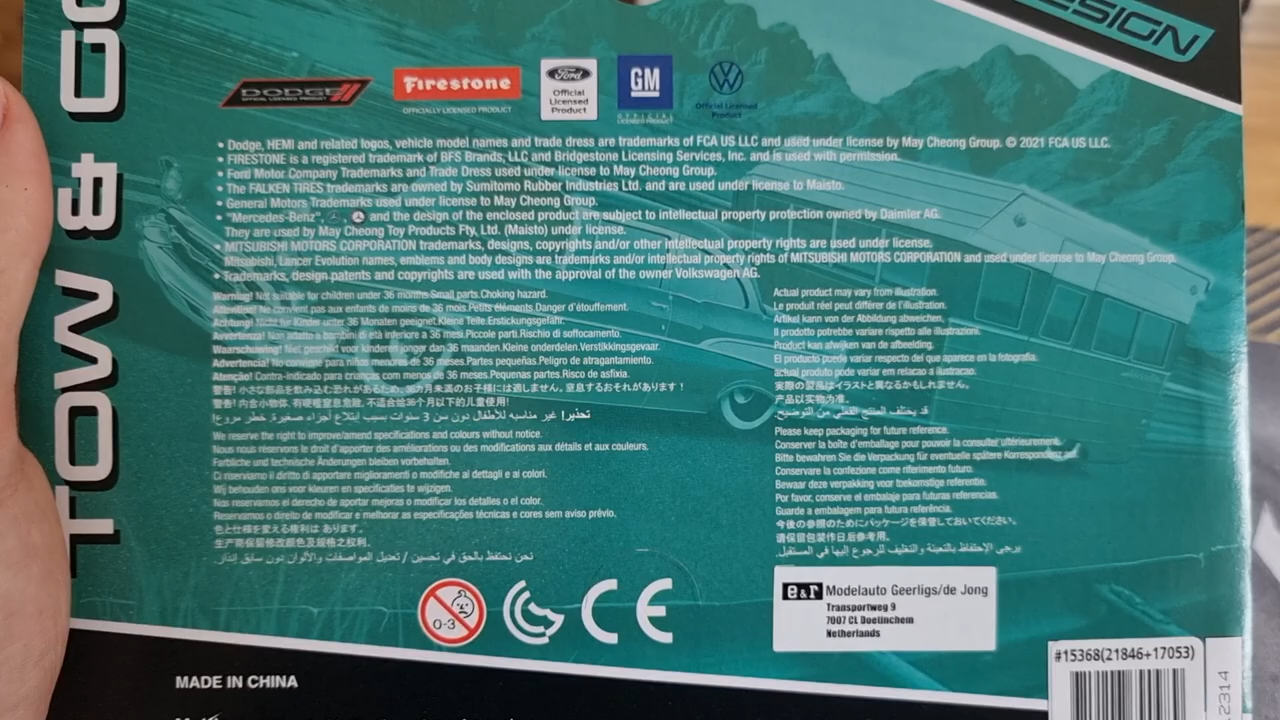 TOW & GO
DESIGN
DODGE
OFFICIAL LICENSED PRODUCT
Firestone
OFFICIALLY LICENSED PRODUCT
Ford
Official
Licensed
Product
GM
OFFICIAL
LICENSED PRODUCT
Official Licensed
Product
• Dodge, HEMI and related logos, vehicle model names and trade dress are trademarks of FCA US LLC and used under license by May Cheong Group. © 2021 FCA US LLC.
• FIRESTONE is a registered trademark of BFS Brands, LLC and Bridgestone Licensing Services, Inc. and is used with permission.
• Ford Motor Company Trademarks and Trade Dress used under license to May Cheong Group.
• The FALKEN TIRES trademarks are owned by Sumitomo Rubber Industries Ltd. and are used under license to Maisto.
• General Motors Trademarks used under license to May Cheong Group.
• "Mercedes-Benz", , and the design of the enclosed product are subject to intellectual property protection owned by Daimler AG.
They are used by May Cheong Toy Products Fty, Ltd. (Maisto) under license.
• MITSUBISHI MOTORS CORPORATION trademarks, designs, copyrights and/or other intellectual property rights are used under license.
Mitsubishi, Lancer Evolution names, emblems and body designs are trademarks and/or intellectual property rights of MITSUBISHI MOTORS CORPORATION and used under license to May Cheong Group.
• Trademarks, design patents and copyrights are used with the approval of the owner Volkswagen AG.
Warning! Not suitable for children under 36 months.Small parts.Choking hazard.
Attention! Ne convient pas aux enfants de moins de 36 mois.Petits éléments.Danger d'étouffement.
Achtung! Nicht für Kinder unter 36 Monaten geeignet.Kleine Teile.Erstickungsgefahr.
Avvertenza! Non adatto a bambini di età inferiore a 36 mesi.Piccole parti.Rischio di soffocamento.
Waarschuwing! Niet geschikt voor kinderen jonger dan 36 maanden.Kleine onderdelen.Verstikkingsgevaar.
Advertencia! No conviene para niños menores de 36 meses.Partes pequeñas.Peligro de atragantamiento.
Atenção! Contra-indicado para crianças com menos de 36 meses.Pequenas partes.Risco de asfixia.
警告! 小さな部品を飲み込む恐れがあるため、36カ月未満のお子様には適しません。窒息するおそれがあります！
警告! 内含小物体, 有哽噎窒息危险, 不适合给36个月以下的儿童使用!
تحذير! غير مناسبه للأطفال دون سن 3 سنوات بسبب ابتلاع أجزاء صغيرة. خطر مروع!
We reserve the right to improve/amend specifications and colours without notice.
Nous nous réservons le droit d'apporter des améliorations ou des modifications aux détails et aux couleurs.
Farbliche und technische Änderungen bleiben vorbehalten.
Ci riserviamo il diritto di apportare miglioramenti o modifiche al dettagli e ai colori.
Wij behouden ons voor kleuren en specificaties te wijzigen.
Nos reservamos el derecho de aportar mejoras o modificar los detalles o el color.
Reservamos o direito de modificar e melhorar as especificações técnicas e cores sem aviso prévio.
色と仕様を変える権利は あります。
生产商保留修改颜色及规格之权利.
نحن نحتفظ بالحق في تحسين / تعديل المواصفات والألوان دون سابق إنذار.
Actual product may vary from illustration.
Le produit réel peut différer de l'illustration.
Artikel kann von der Abbildung abweichen.
Il prodotto potrebbe variare rispetto alle illustrazioni.
Product kan afwijken van de afbeelding.
El producto puede variar respecto del que aparece en la fotografía.
actual produto pode variar em relacao a ilustracao.
実際の製品はイラストと異なるかもしれません。
产品以实物为准.
قد يختلف المنتج الفعلي من التوضيح.
Please keep packaging for future reference.
Conserver la boîte d'emballage pour pouvoir la consulter ultérieurement.
Bitte bewahren Sie die Verpackung für eventuelle spätere Korrespondenz auf.
Conservare la confezione come riferimento futuro.
Bewaar deze verpakking voor toekomstige referentie.
Por favor, conserve el embalaje para futuras referencias.
Guarde a embalagem para futura referência.
今後の参照のためにパッケージを保管しておいてください。
请保留包装作日后参考用.
يرجى الإحتفاظ بالتعبئة والتغليف للرجوع إليها في المستقبل.
0-3
CE
e&r Modelauto Geerligs/de Jong
Transportweg 9
7007 CL Doetinchem
Netherlands
MADE IN CHINA
#15368(21846+17053)
2314